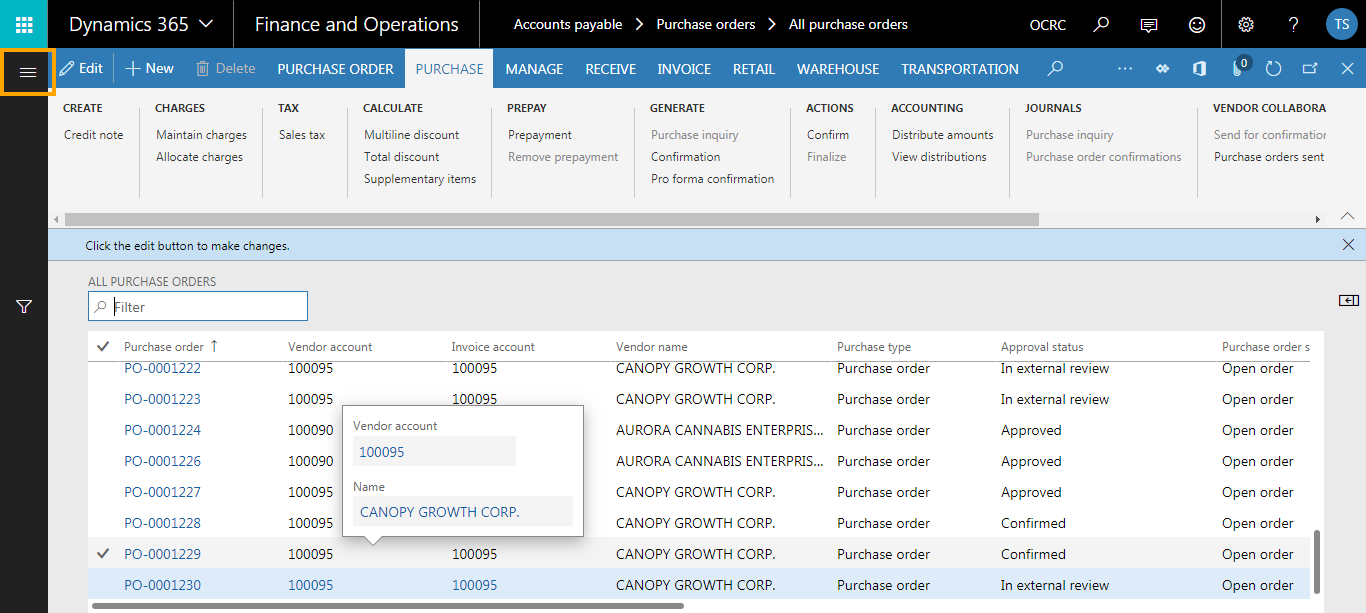 Dynamics 365 Finance and Operations Accounts payable Purchase orders All purchase orders OCRC ? TS
Edit New Delete PURCHASE ORDER PURCHASE MANAGE RECEIVE INVOICE RETAIL WAREHOUSE TRANSPORTATION ... 0
CREATE CHARGES TAX CALCULATE PREPAY GENERATE ACTIONS ACCOUNTING JOURNALS VENDOR COLLABORA
Credit note Maintain charges Sales tax Multiline discount Prepayment Purchase inquiry Confirm Distribute amounts Purchase inquiry Send for confirmation
Allocate charges Total discount Remove prepayment Confirmation Finalize View distributions Purchase order confirmations Purchase orders sent
Supplementary items Pro forma confirmation
Click the edit button to make changes.
ALL PURCHASE ORDERS
Filter
Purchase order Vendor account Invoice account Vendor name Purchase type Approval status Purchase order s
PO-0001222 100095 100095 CANOPY GROWTH CORP. Purchase order In external review Open order
PO-0001223 100095 100095 CANOPY GROWTH CORP. Purchase order In external review Open order
PO-0001224 100090 AURORA CANNABIS ENTERPRIS... Purchase order Approved Open order
PO-0001226 100090 AURORA CANNABIS ENTERPRIS... Purchase order Approved Open order
PO-0001227 100095 CANOPY GROWTH CORP. Purchase order Approved Open order
PO-0001228 100095 CANOPY GROWTH CORP. Purchase order Confirmed Open order
PO-0001229 100095 100095 CANOPY GROWTH CORP. Purchase order Confirmed Open order
PO-0001230 100095 100095 CANOPY GROWTH CORP. Purchase order In external review Open order
Vendor account
100095
Name
CANOPY GROWTH CORP.